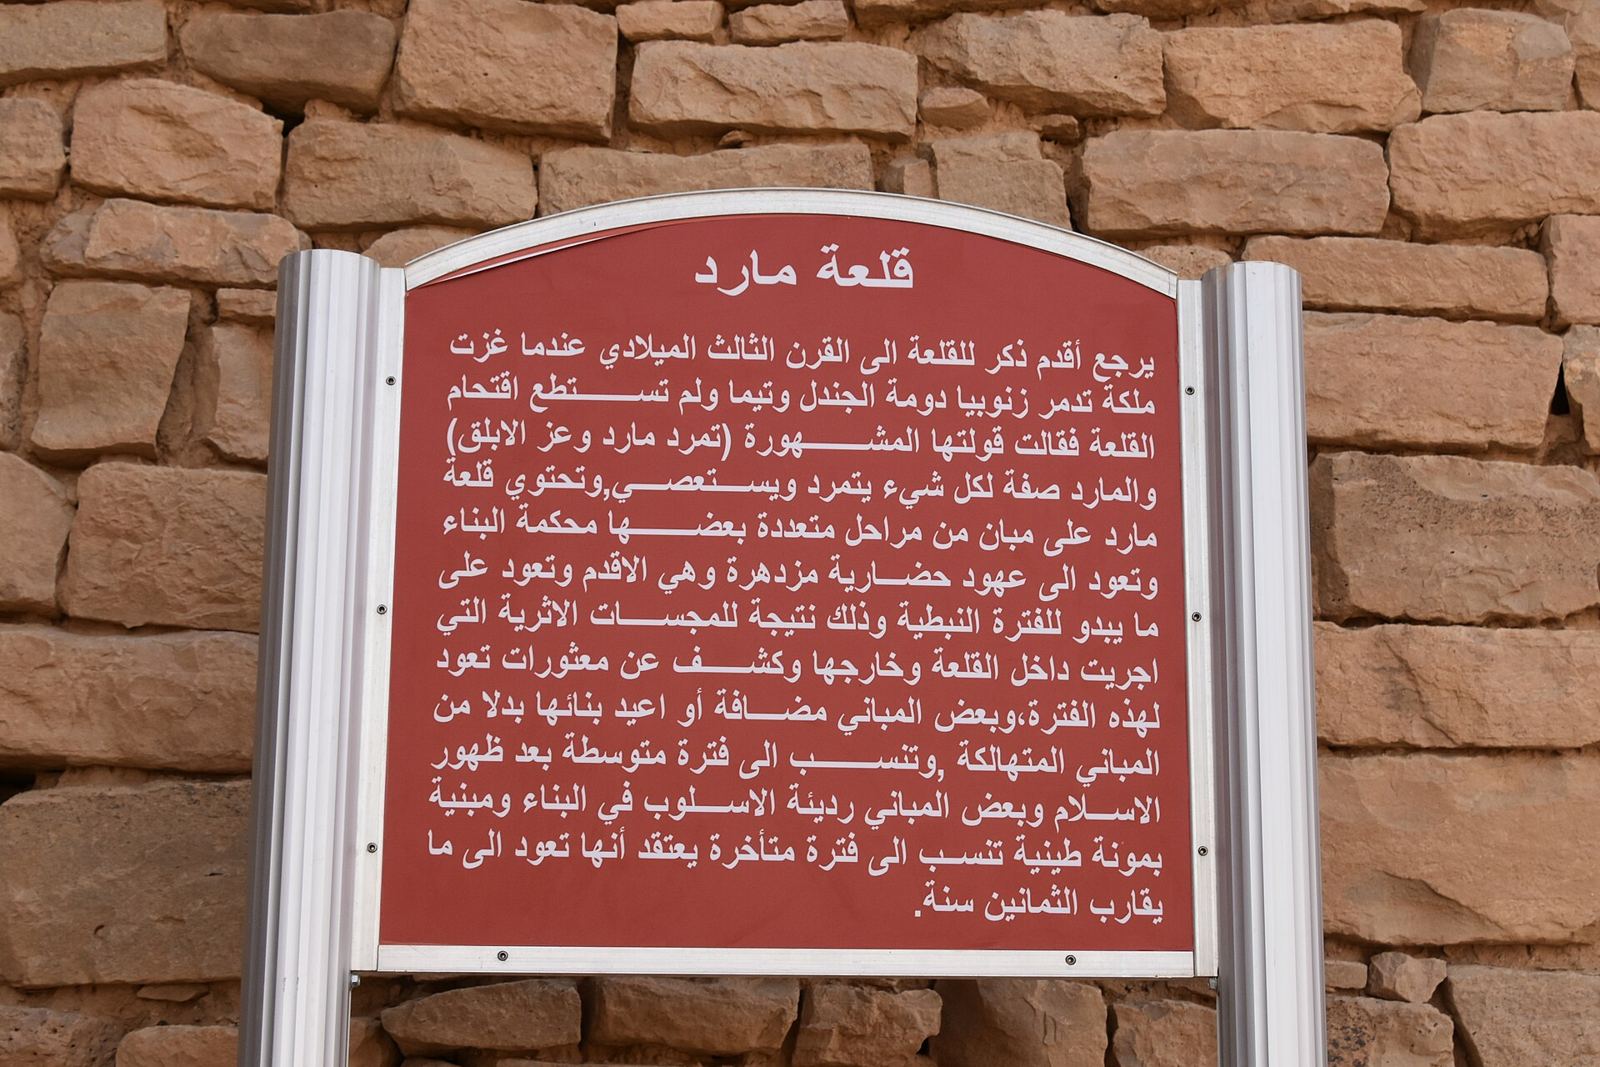 قلعة مارد
يرجع أقدم ذكر للقلعة الى القرن الثالث الميلادي عندما غزت
ملكة تدمر زنوبيا دومة الجندل وتيما ولم تستطع اقتحام
القلعة فقالت قولتها المشهورة (تمرد مارد وعز الابلق)
والمارد صفة لكل شيء يتمرد ويستعصي,وتحتوي قلعة
مارد على مبان من مراحل متعددة بعضها محكمة البناء
وتعود الى عهود حضارية مزدهرة وهي الاقدم وتعود على
ما يبدو للفترة النبطية وذلك نتيجة للمجسات الاثرية التي
اجريت داخل القلعة وخارجها وكشف عن معثورات تعود
لهذه الفترة،وبعض المباني مضافة أو اعيد بنائها بدلا من
المباني المتهالكة ,وتنسب الى فترة متوسطة بعد ظهور
الاسلام وبعض المباني رديئة الاسلوب في البناء ومبنية
بمونة طينية تنسب الى فترة متأخرة يعتقد أنها تعود الى ما
يقارب الثمانين سنة.